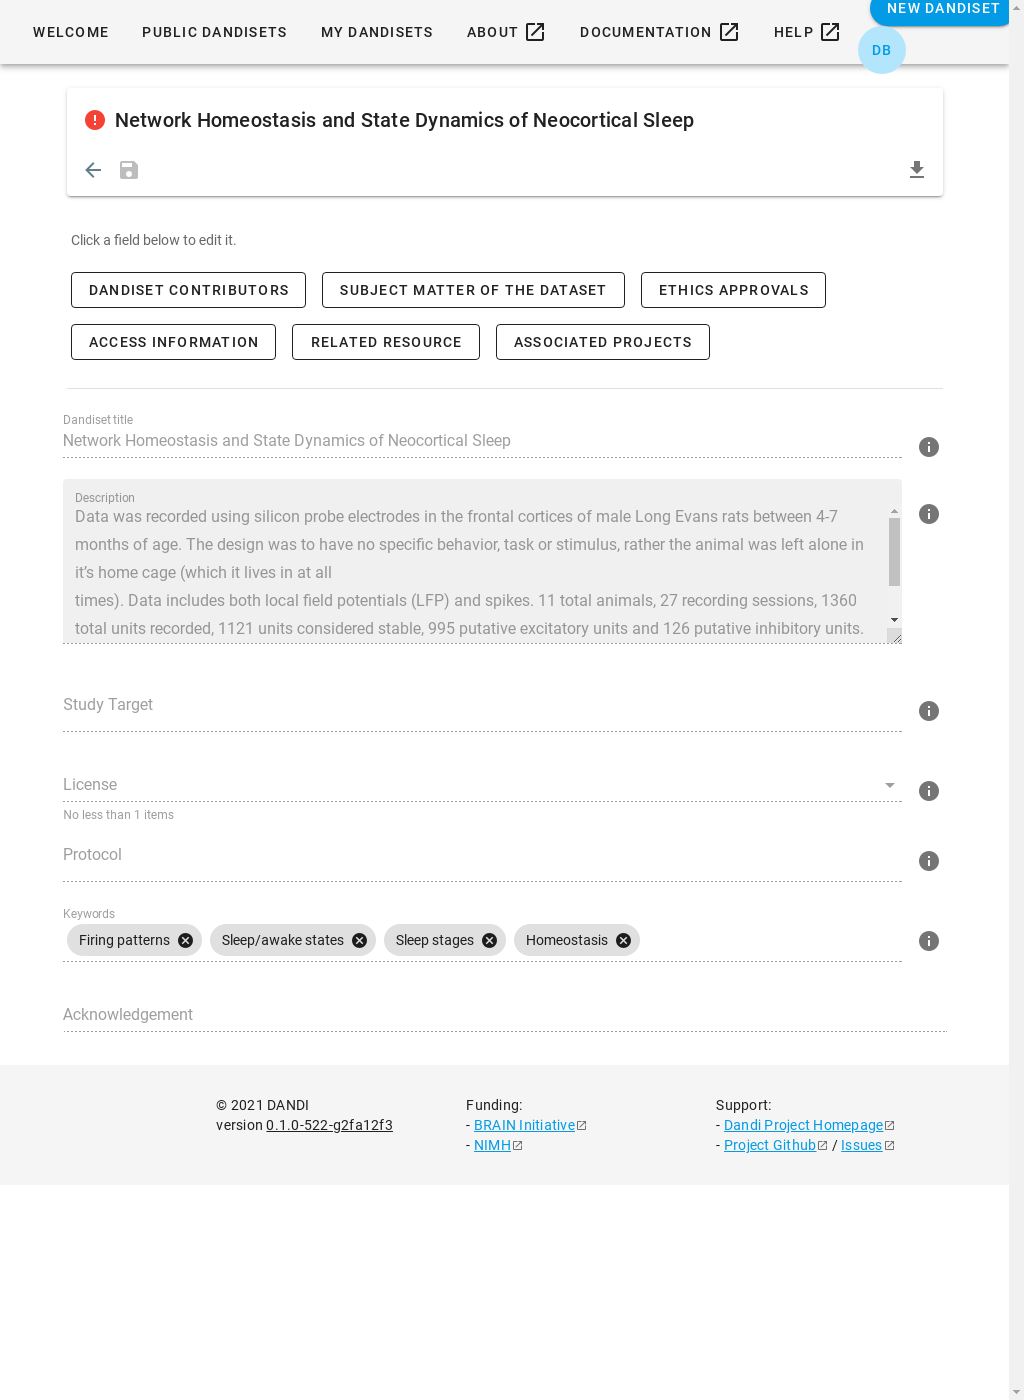 WELCOME PUBLIC DANDISETS MY DANDISETS ABOUT DOCUMENTATION HELP NEW DANDISET
DB
Network Homeostasis and State Dynamics of Neocortical Sleep
Click a field below to edit it.
DANDISET CONTRIBUTORS SUBJECT MATTER OF THE DATASET ETHICS APPROVALS
ACCESS INFORMATION RELATED RESOURCE ASSOCIATED PROJECTS
Dandiset title
Network Homeostasis and State Dynamics of Neocortical Sleep
Description
Data was recorded using silicon probe electrodes in the frontal cortices of male Long Evans rats between 4-7
months of age. The design was to have no specific behavior, task or stimulus, rather the animal was left alone in
it’s home cage (which it lives in at all
times). Data includes both local field potentials (LFP) and spikes. 11 total animals, 27 recording sessions, 1360
total units recorded, 1121 units considered stable, 995 putative excitatory units and 126 putative inhibitory units.
Study Target
License
No less than 1 items
Protocol
Keywords
Firing patterns Sleep/awake states Sleep stages Homeostasis
Acknowledgement
© 2021 DANDI
version 0.1.0-522-g2fa12f3
Funding:
- BRAIN Initiative
- NIMH
Support:
- Dandi Project Homepage
- Project Github / Issues